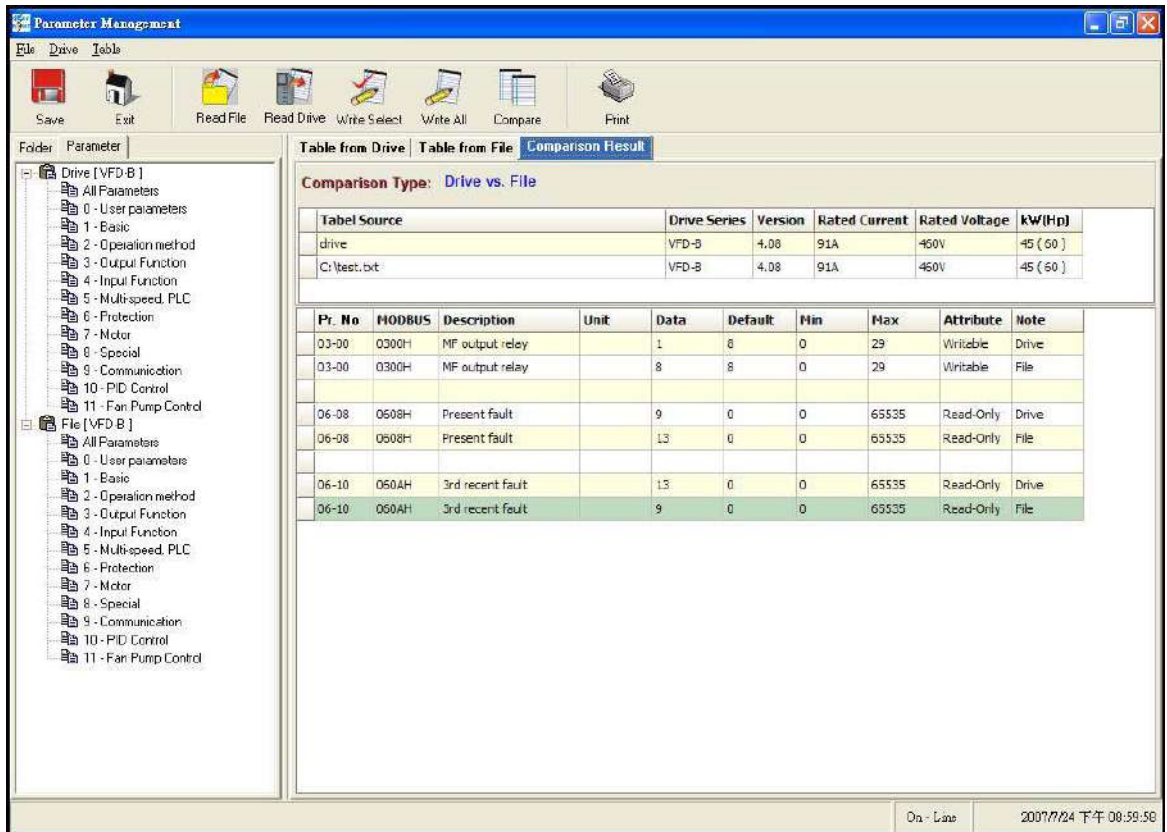 Parameter Management
File Drive Table
Save Exit Read File Read Drive Write Select Write All Compare Print
Folder Parameter
Drive [ VFD-B ]
All Parameters
0 - User parameters
1 - Basic
2 - Operation method
3 - Output Function
4 - Input Function
5 - Multi-speed, PLC
6 - Protection
7 - Motor
8 - Special
9 - Communication
10 - PID Control
11 - Fan Pump Control
File [ VFD-B ]
All Parameters
0 - User parameters
1 - Basic
2 - Operation method
3 - Output Function
4 - Input Function
5 - Multi-speed, PLC
6 - Protection
7 - Motor
8 - Special
9 - Communication
10 - PID Control
11 - Fan Pump Control
Table from Drive Table from File Comparison Result
Comparison Type: Drive vs. File
Tabel Source Drive Series Version Rated Current Rated Voltage kW(Hp)
drive VFD-B 4.08 91A 460V 45 ( 60 )
C:\test.txt VFD-B 4.08 91A 460V 45 ( 60 )
Pr. No MODBUS Description Unit Data Default Min Max Attribute Note
03-00 0300H MF output relay 1 8 0 29 Writable Drive
03-00 0300H MF output relay 8 8 0 29 Writable File
06-08 0608H Present fault 9 0 0 65535 Read-Only Drive
06-08 0608H Present fault 13 0 0 65535 Read-Only File
06-10 060AH 3rd recent fault 13 0 0 65535 Read-Only Drive
06-10 060AH 3rd recent fault 9 0 0 65535 Read-Only File
On - Line 2007/7/24 下午 08:59:58